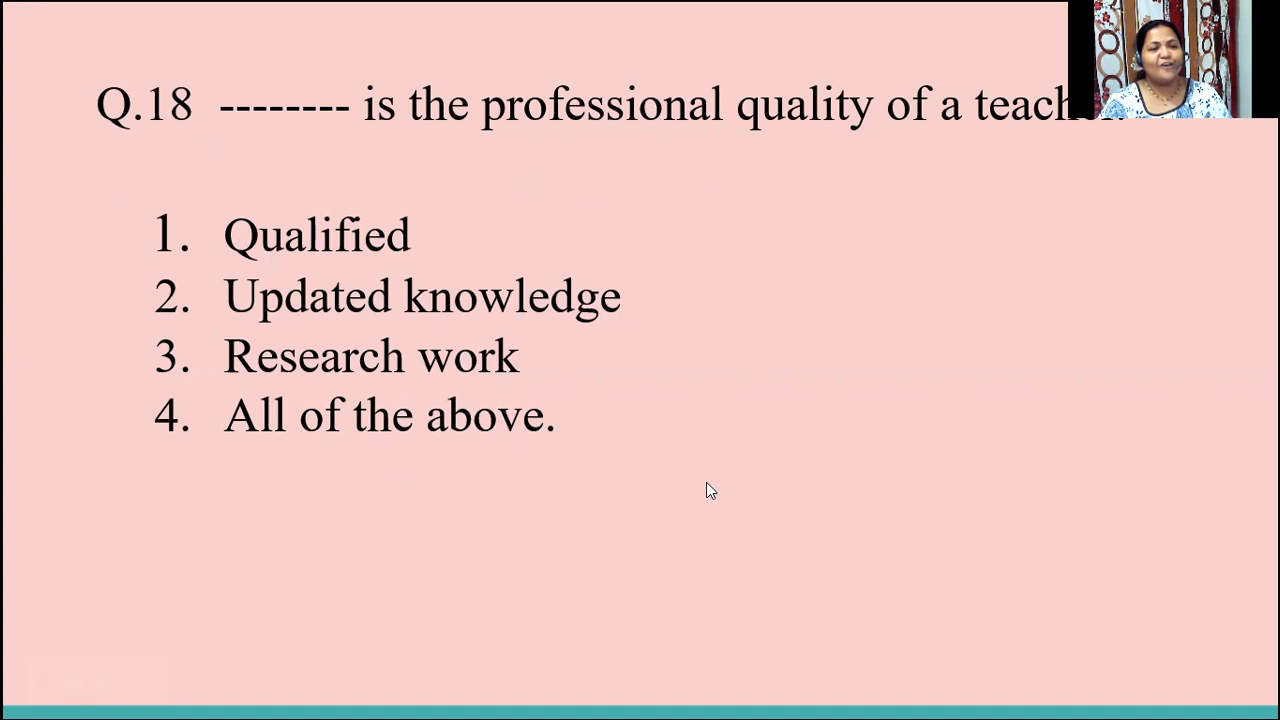 Q.18 -------- is the professional quality of a
1. Qualified
2. Updated knowledge
3. Research work
4. All of the above.